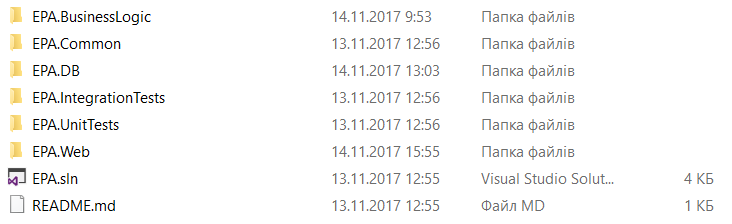 EPA.BusinessLogic 14.11.2017 9:53 Папка файлів
EPA.Common 13.11.2017 12:56 Папка файлів
EPA.DB 14.11.2017 13:03 Папка файлів
EPA.IntegrationTests 13.11.2017 12:56 Папка файлів
EPA.UnitTests 13.11.2017 12:56 Папка файлів
EPA.Web 14.11.2017 15:55 Папка файлів
EPA.sln 13.11.2017 12:55 Visual Studio Solut... 4 КБ
README.md 13.11.2017 12:55 Файл MD 1 КБ